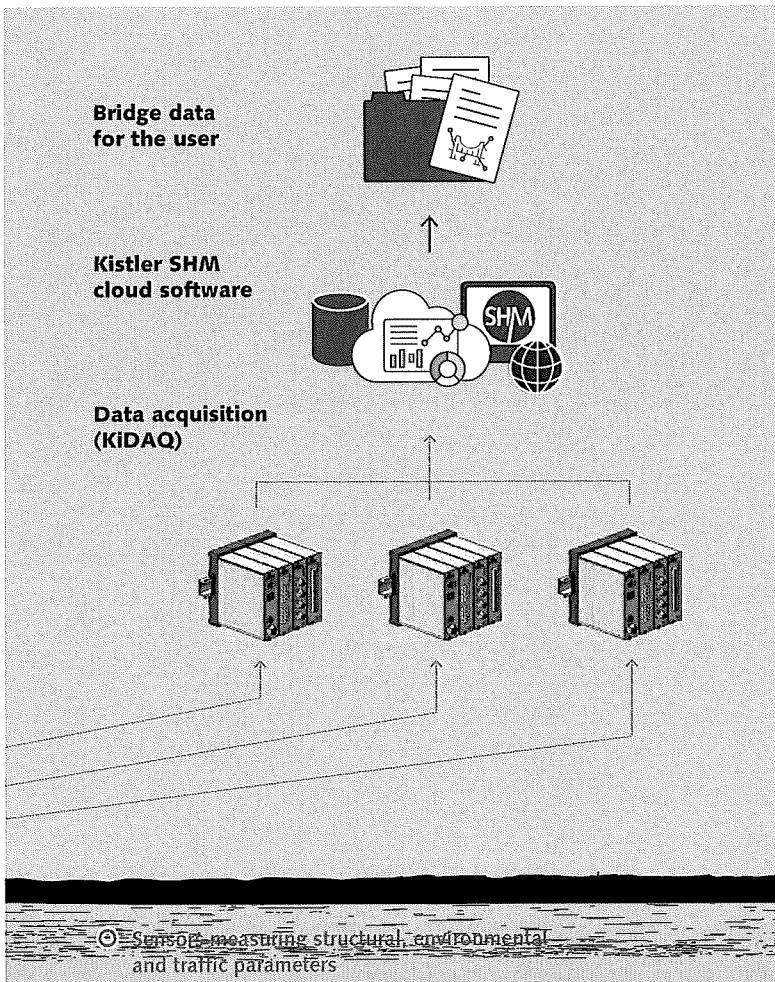 Bridge data
for the user
Kistler SHM
cloud software
SHM
Data acquisition
(KiDAQ)
Sensors measuring structural, environmental
and traffic parameters